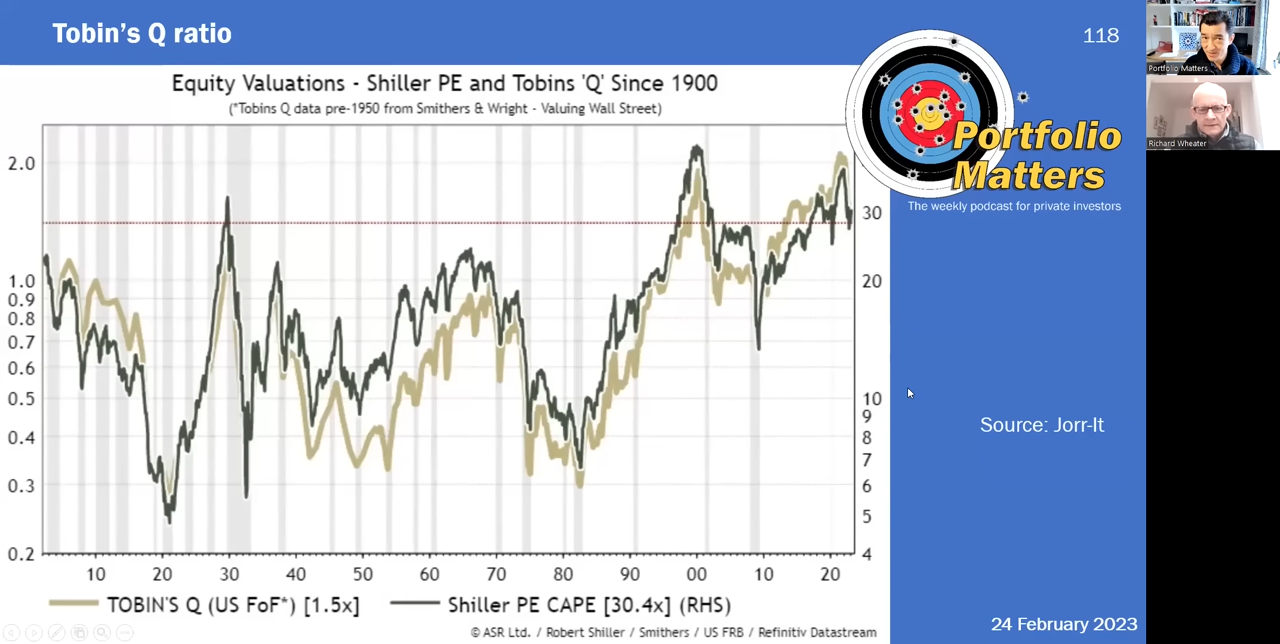 Tobin's Q ratio
118
Equity Valuations - Shiller PE and Tobins 'Q' Since 1900
(*Tobins Q data pre-1950 from Smithers & Wright - Valuing Wall Street)
2.0
1.0
0.9
0.8
0.7
0.6
0.5
0.4
0.3
0.2
30
20
10
9
8
7
6
5
4
10 20 30 40 50 60 70 80 90 00 10 20
TOBIN'S Q (US FoF*) [1.5x]
Shiller PE CAPE [30.4x] (RHS)
© ASR Ltd. / Robert Shiller / Smithers / US FRB / Refinitiv Datastream
Portfolio
Matters
The weekly podcast for private investors
Source: Jorr-It
24 February 2023
Portfolio Matters
Richard Wheater